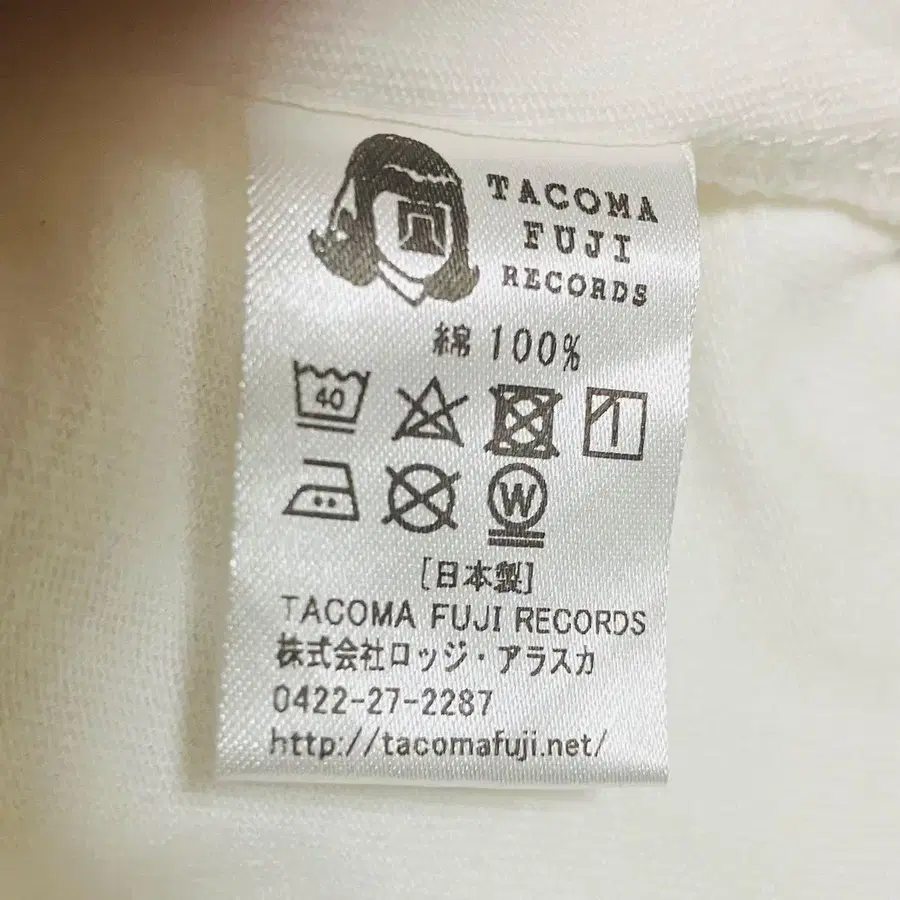 TACOMA
FUJI
RECORDS
綿 100%
40
W
[日本製]
TACOMA FUJI RECORDS
株式会社ロッジ・アラスカ
0422-27-2287
http://tacomafuji.net/